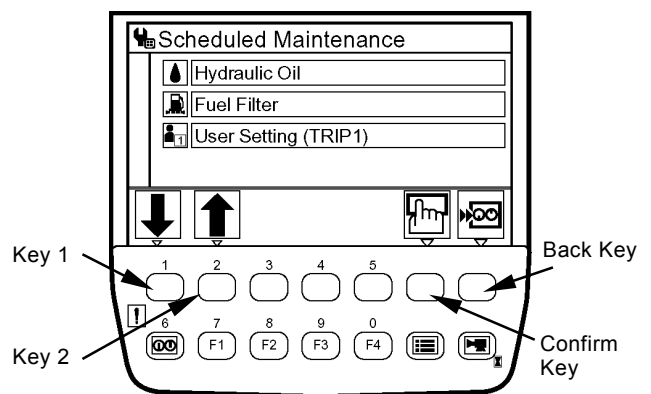 Scheduled Maintenance
Hydraulic Oil
Fuel Filter
1
User Setting (TRIP1)
Key 1
Back Key
1 2 3 4 5
6 7 8 9 0
F1 F2 F3 F4
Key 2
Confirm
Key